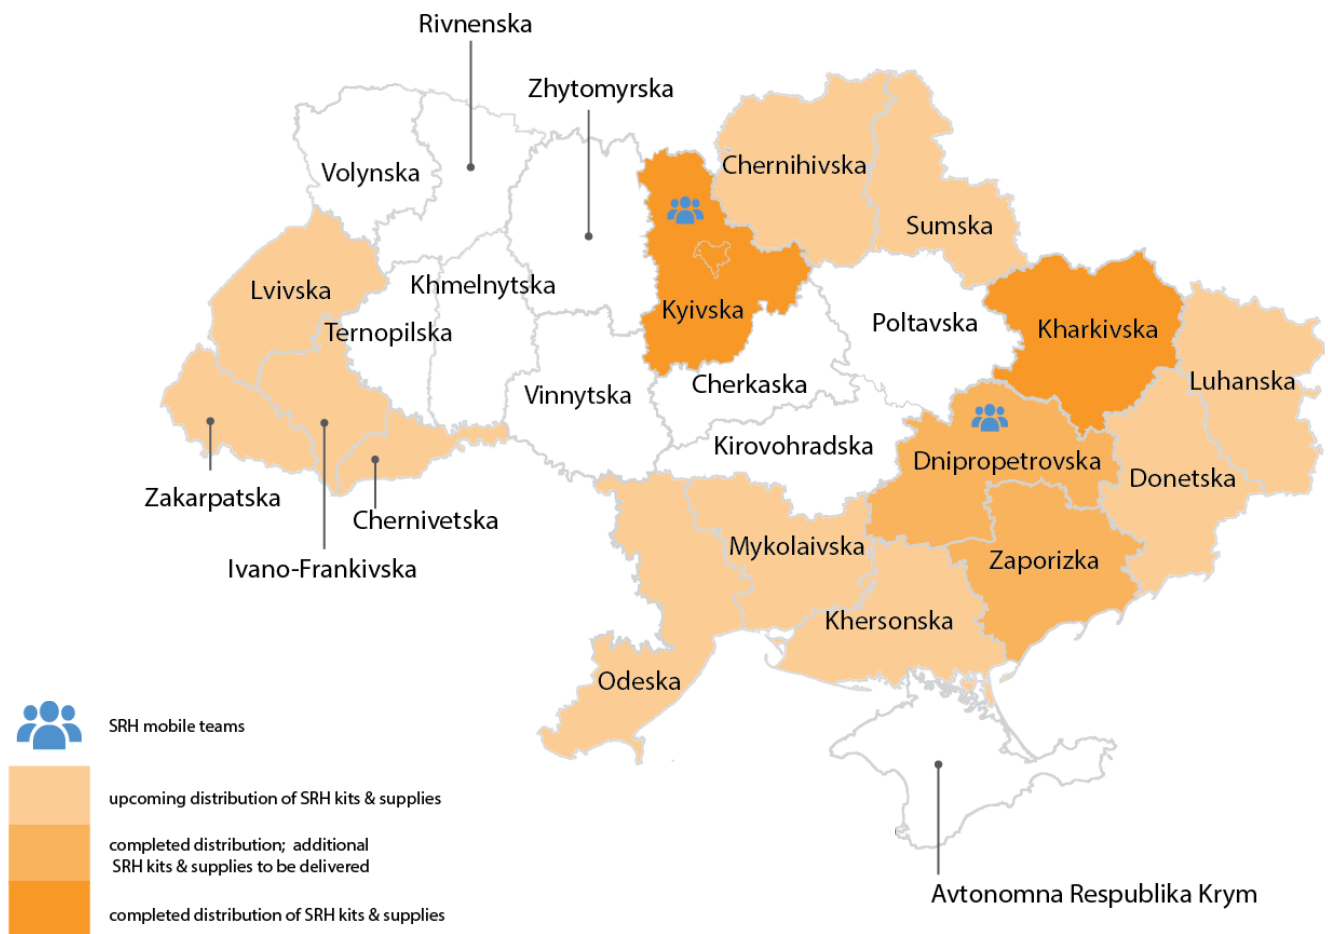 Rivnenska
Zhytomyrska
Volynska
Chernihivska
Sumska
Lvivska
Khmelnytska
Ternopilska
Kyivska
Poltavska
Kharkivska
Vinnytska
Cherkaska
Luhanska
Kirovohradska
Dnipropetrovska
Donetska
Zakarpatska
Chernivetska
Ivano-Frankivska
Mykolaivska
Zaporizka
Khersonska
Odeska
Avtonomna Respublika Krym
SRH mobile teams
upcoming distribution of SRH kits & supplies
completed distribution; additional
SRH kits & supplies to be delivered
completed distribution of SRH kits & supplies